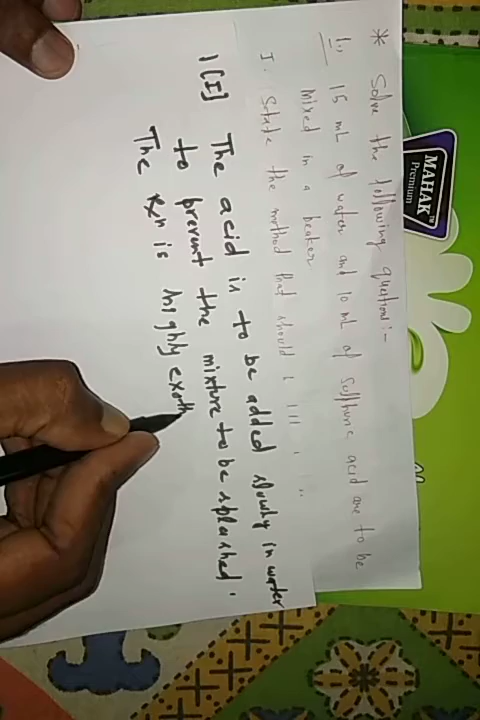 MAHAK
Premium
* Solve the following questions:-
1.. 15 mL of water and 10 mL of sulphuric acid are to be
mixed in a beaker
I. State the method that should
1(I) The acid is to be added slowly in water
to prevent the mixture to be splashed.
The Rxn is highly exoth